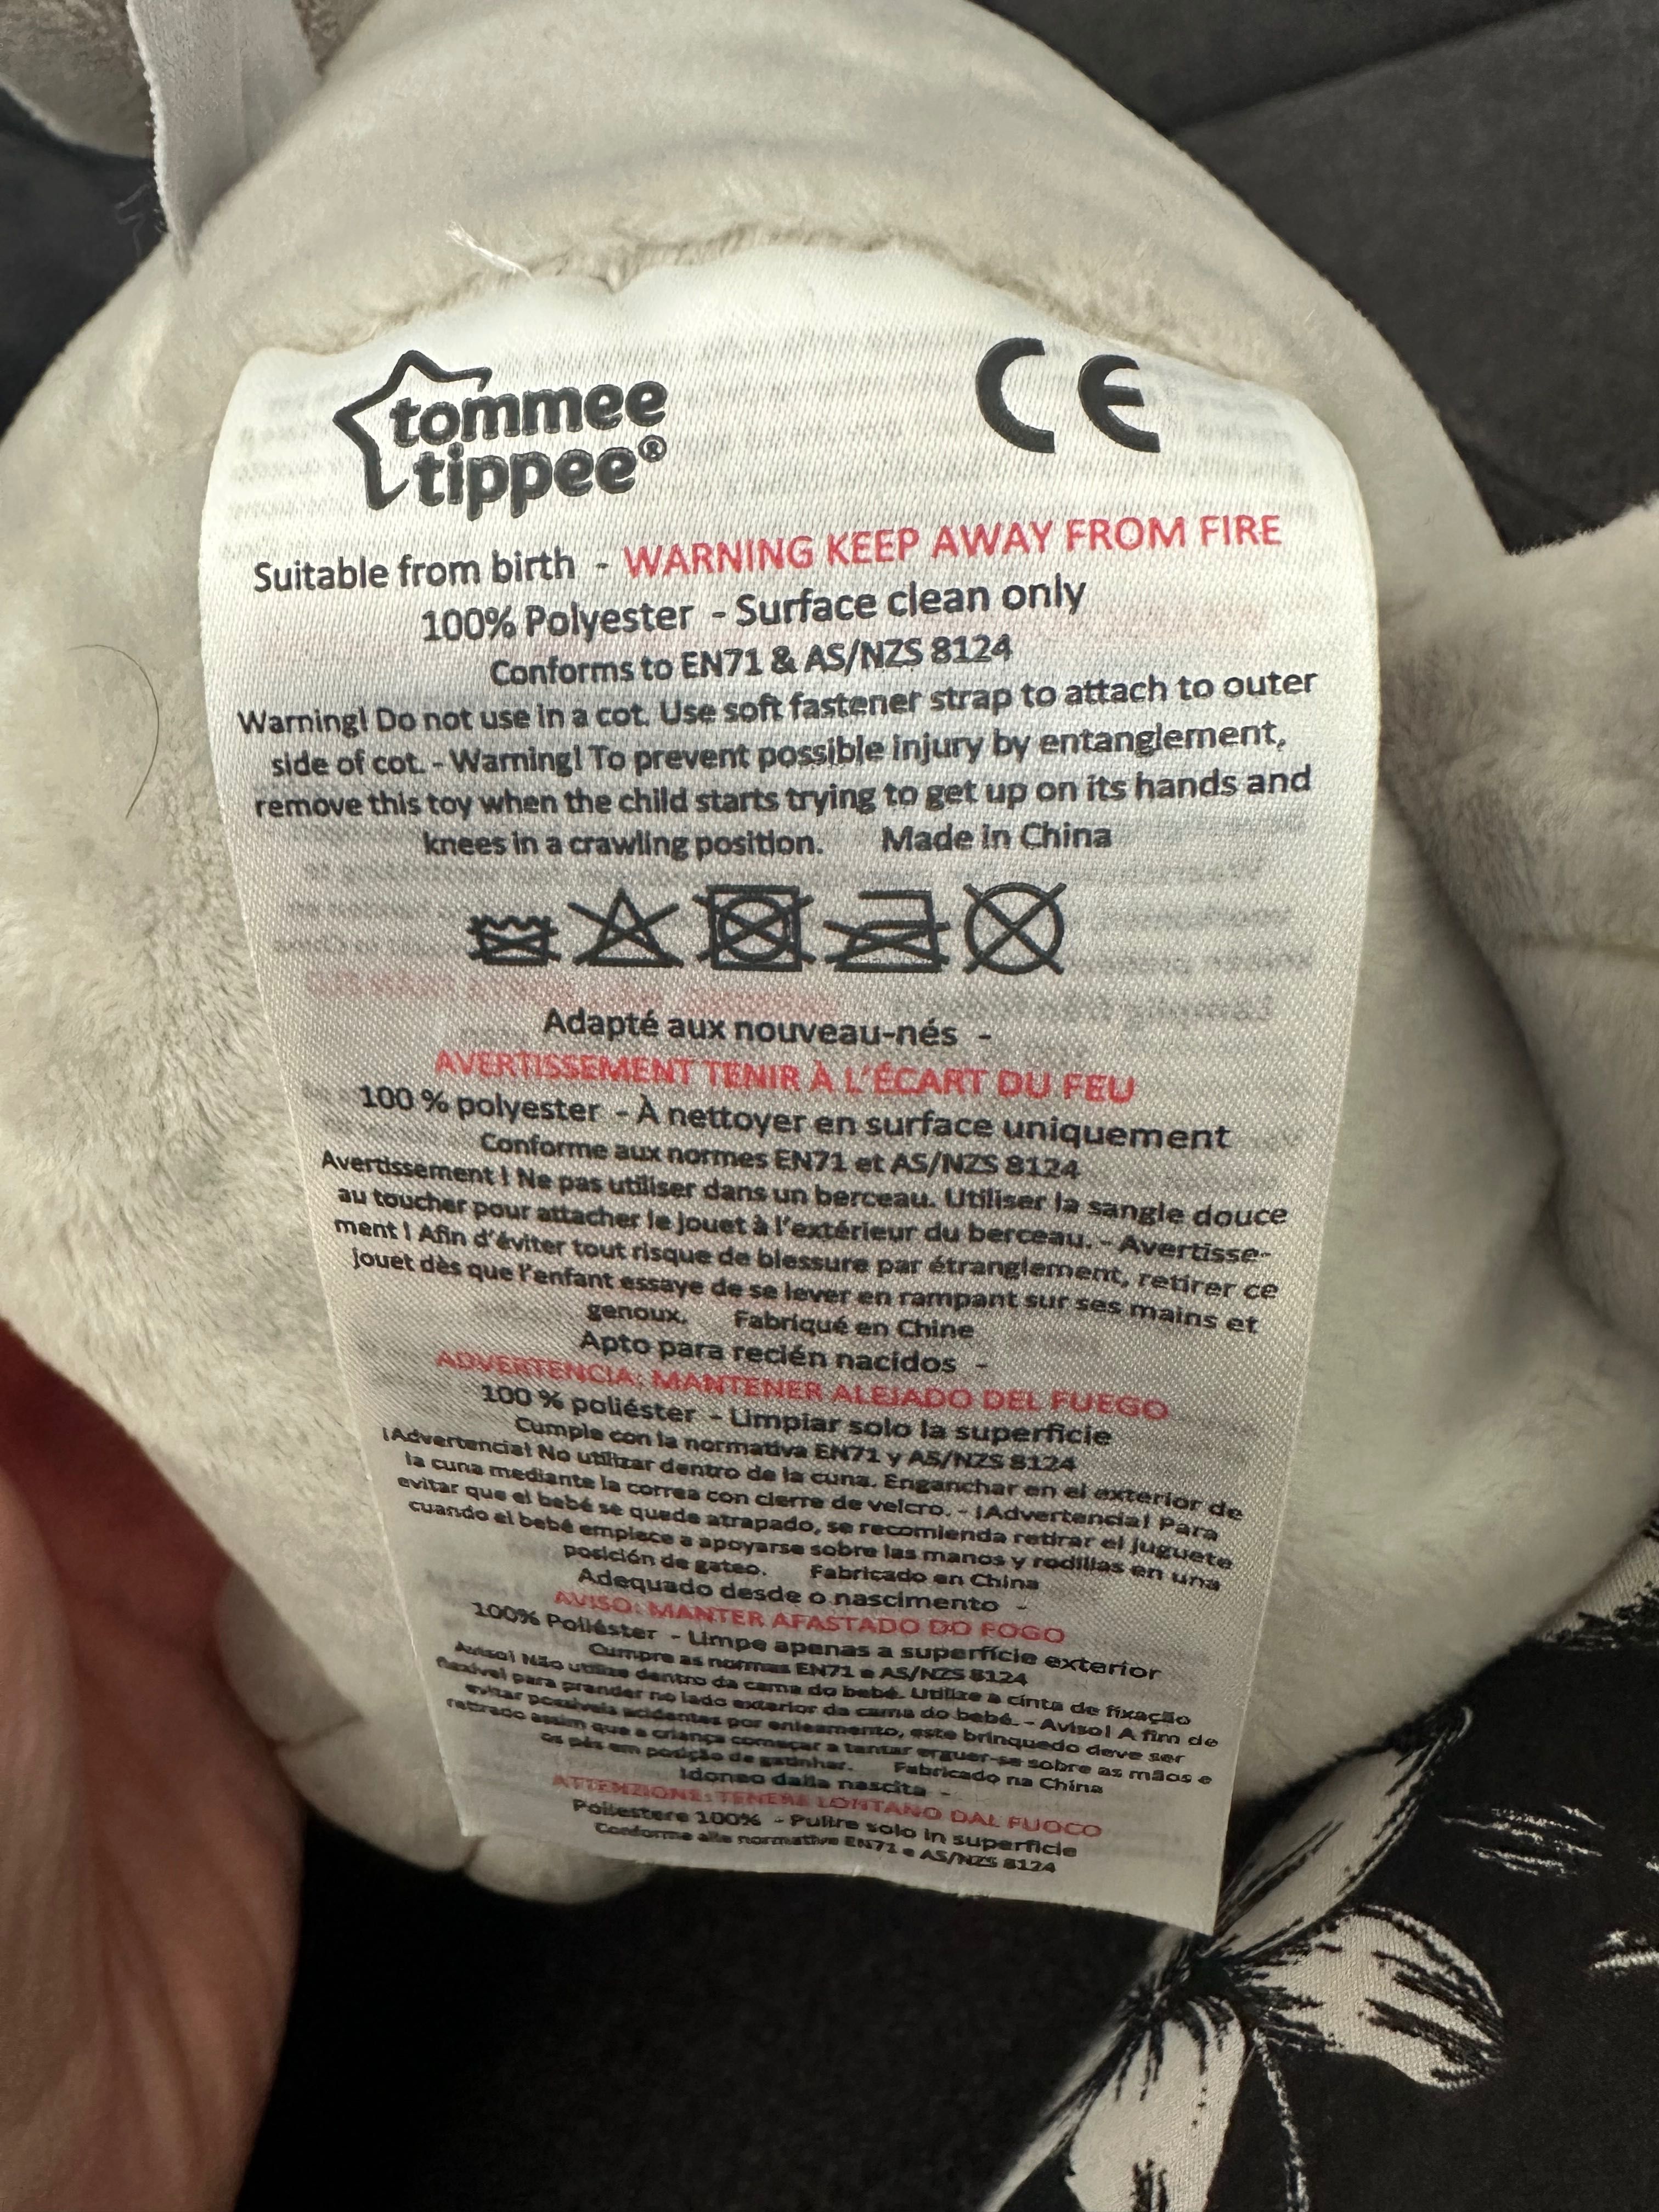 tommee
tippee®
CE
Suitable from birth - WARNING KEEP AWAY FROM FIRE
100% Polyester - Surface clean only
Conforms to EN71 & AS/NZS 8124
Warning! Do not use in a cot. Use soft fastener strap to attach to outer
side of cot. - Warning! To prevent possible injury by entanglement,
remove this toy when the child starts trying to get up on its hands and
knees in a crawling position. Made in China
Adapté aux nouveau-nés -
AVERTISSEMENT TENIR À L'ÉCART DU FEU
100 % polyester - À nettoyer en surface uniquement
Conforme aux normes EN71 et AS/NZS 8124
Avertissement ! Ne pas utiliser dans un berceau. Utiliser la sangle douce
au toucher pour attacher le jouet à l'extérieur du berceau. - Avertisse-
ment ! Afin d'éviter tout risque de blessure par étranglement, retirer ce
jouet dès que l'enfant essaye de se lever en rampant sur ses mains et
genoux. Fabriqué en Chine
Apto para recién nacidos -
ADVERTENCIA: MANTENER ALEJADO DEL FUEGO
100 % poliéster - Limpiar solo la superficie
Cumple con la normativa EN71 y AS/NZS 8124
¡Advertencia! No utilizar dentro de la cuna. Enganchar en el exterior de
la cuna mediante la correa con cierre de velcro. - ¡Advertencia! Para
evitar que el bebé se quede atrapado, se recomienda retirar el juguete
cuando el bebé empiece a apoyarse sobre las manos y rodillas en una
posición de gateo. Fabricado en China
Adequado desde o nascimento -
AVISO: MANTER AFASTADO DO FOGO
100% Poliéster - Limpe apenas a superfície exterior
Cumpre as normas EN71 e AS/NZS 8124
Aviso! Não utilize dentro da cama do bebé. Utilize a cinta de fixação
flexível para prender no lado exterior da cama do bebé. - Aviso! A fim de
evitar possíveis acidentes por enleamento, este brinquedo deve ser
retirado assim que a criança começar a tentar erguer-se sobre as mãos e
os pés em posição de gatinhar. Fabricado na China
Idoneo dalla nascita -
ATTENZIONE: TENERE LONTANO DAL FUOCO
Poliestere 100% - Pulire solo in superficie
Conforme alle normative EN71 e AS/NZS 8124